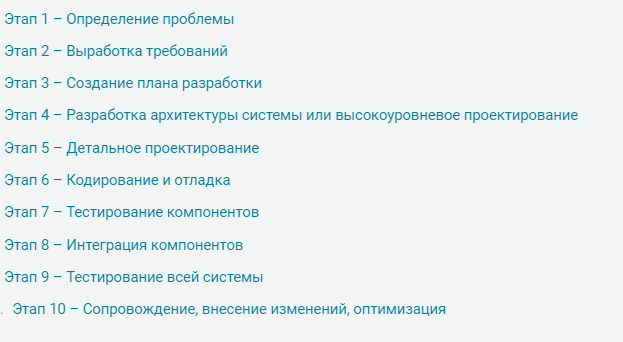 Этап 1 – Определение проблемы
Этап 2 – Выработка требований
Этап 3 – Создание плана разработки
Этап 4 – Разработка архитектуры системы или высокоуровневое проектирование
Этап 5 – Детальное проектирование
Этап 6 – Кодирование и отладка
Этап 7 – Тестирование компонентов
Этап 8 – Интеграция компонентов
Этап 9 – Тестирование всей системы
. Этап 10 – Сопровождение, внесение изменений, оптимизация